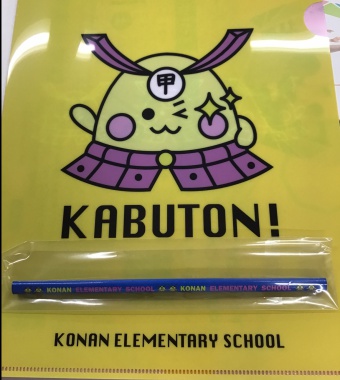 甲
KABUTON!
KONAN ELEMENTARY SCHOOL KONAN ELEMENTARY SCHOOL
KONAN ELEMENTARY SCHOOL